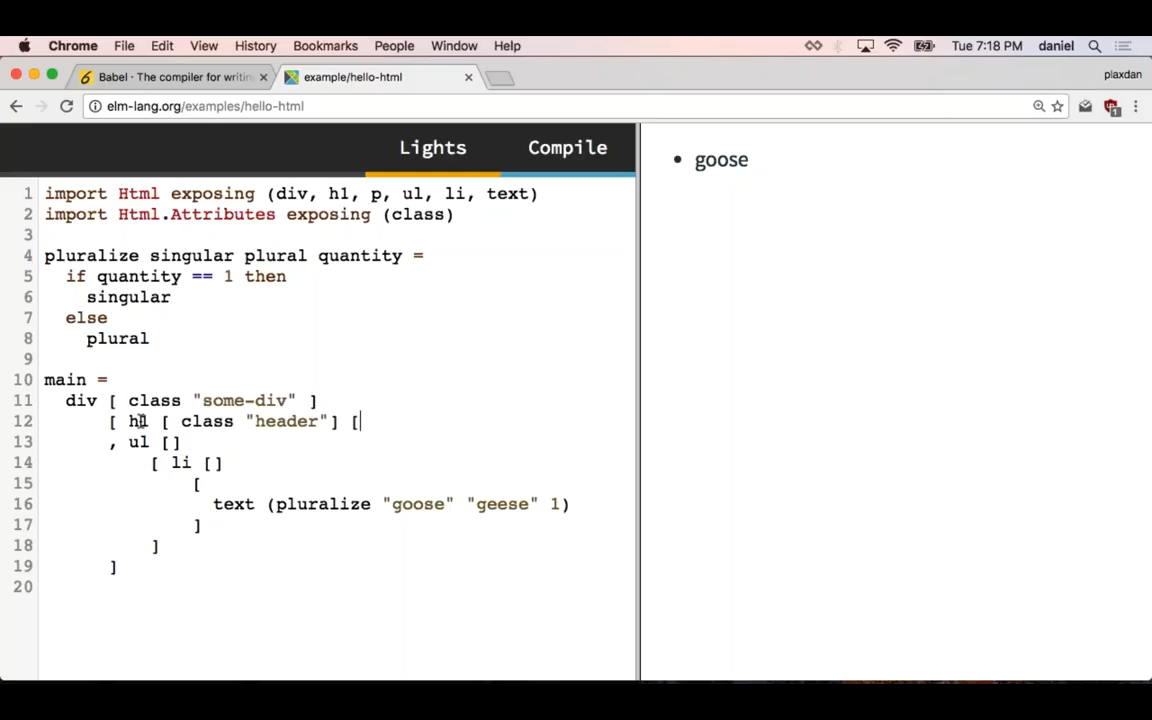 Chrome File Edit View History Bookmarks People Window Help Tue 7:18 PM daniel
Babel · The compiler for writin example/hello-html plaxdan
elm-lang.org/examples/hello-html 1
Lights Compile
1 import Html exposing (div, h1, p, ul, li, text)
2 import Html.Attributes exposing (class)
3
4 pluralize singular plural quantity =
5 if quantity == 1 then
6 singular
7 else
8 plural
9
10 main =
11 div [ class "some-div" ]
12 [ h1 [ class "header"] [
13 , ul []
14 [ li []
15 [
16 text (pluralize "goose" "geese" 1)
17 ]
18 ]
19 ]
20
• goose